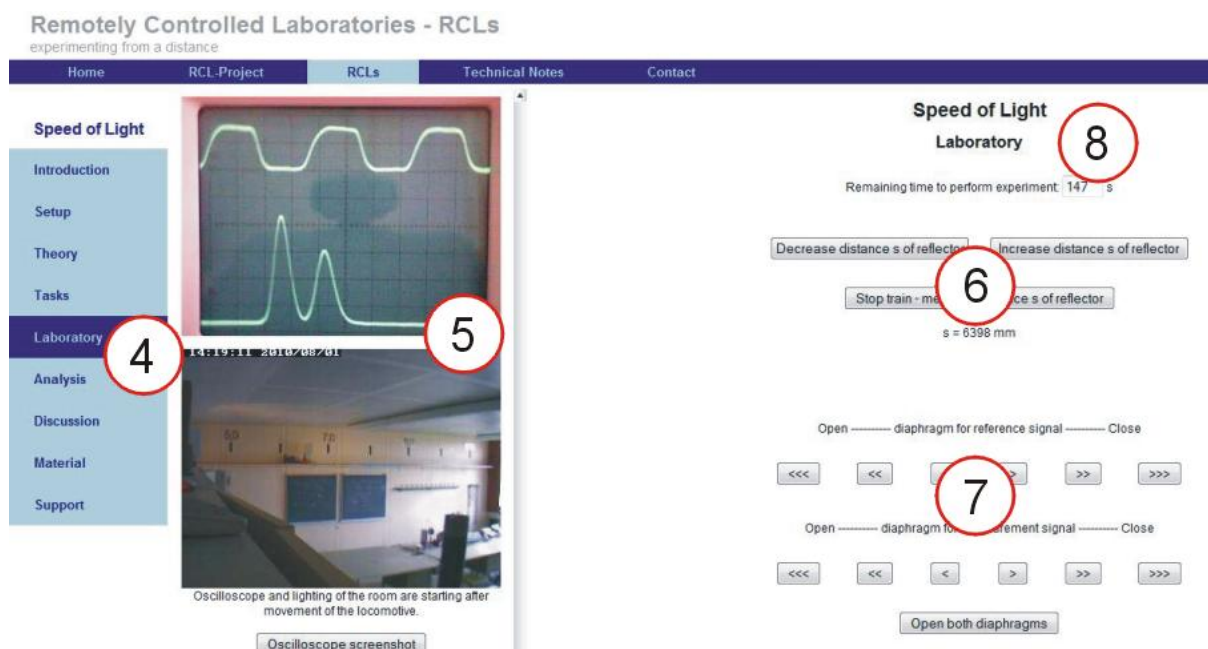 Remotely Controlled Laboratories - RCLs
experimenting from a distance
Home RCL-Project RCLs Technical Notes Contact
Speed of Light
Introduction
Setup
Theory
Tasks
Laboratory
Analysis
Discussion
Material
Support
4
5
14:19:11 2010/08/01
Oscilloscope and lighting of the room are starting after
movement of the locomotive.
Oscilloscope screenshot
Speed of Light
Laboratory
8
Remaining time to perform experiment: 147 s
Decrease distance s of reflector Increase distance s of reflector
Stop train - s of reflector
6
s = 6398 mm
Open ---------- diaphragm for reference signal ---------- Close
<<< << > >> >>>
7
Open ---------- diaphragm signal ---------- Close
<<< << < > >> >>>
Open both diaphragms